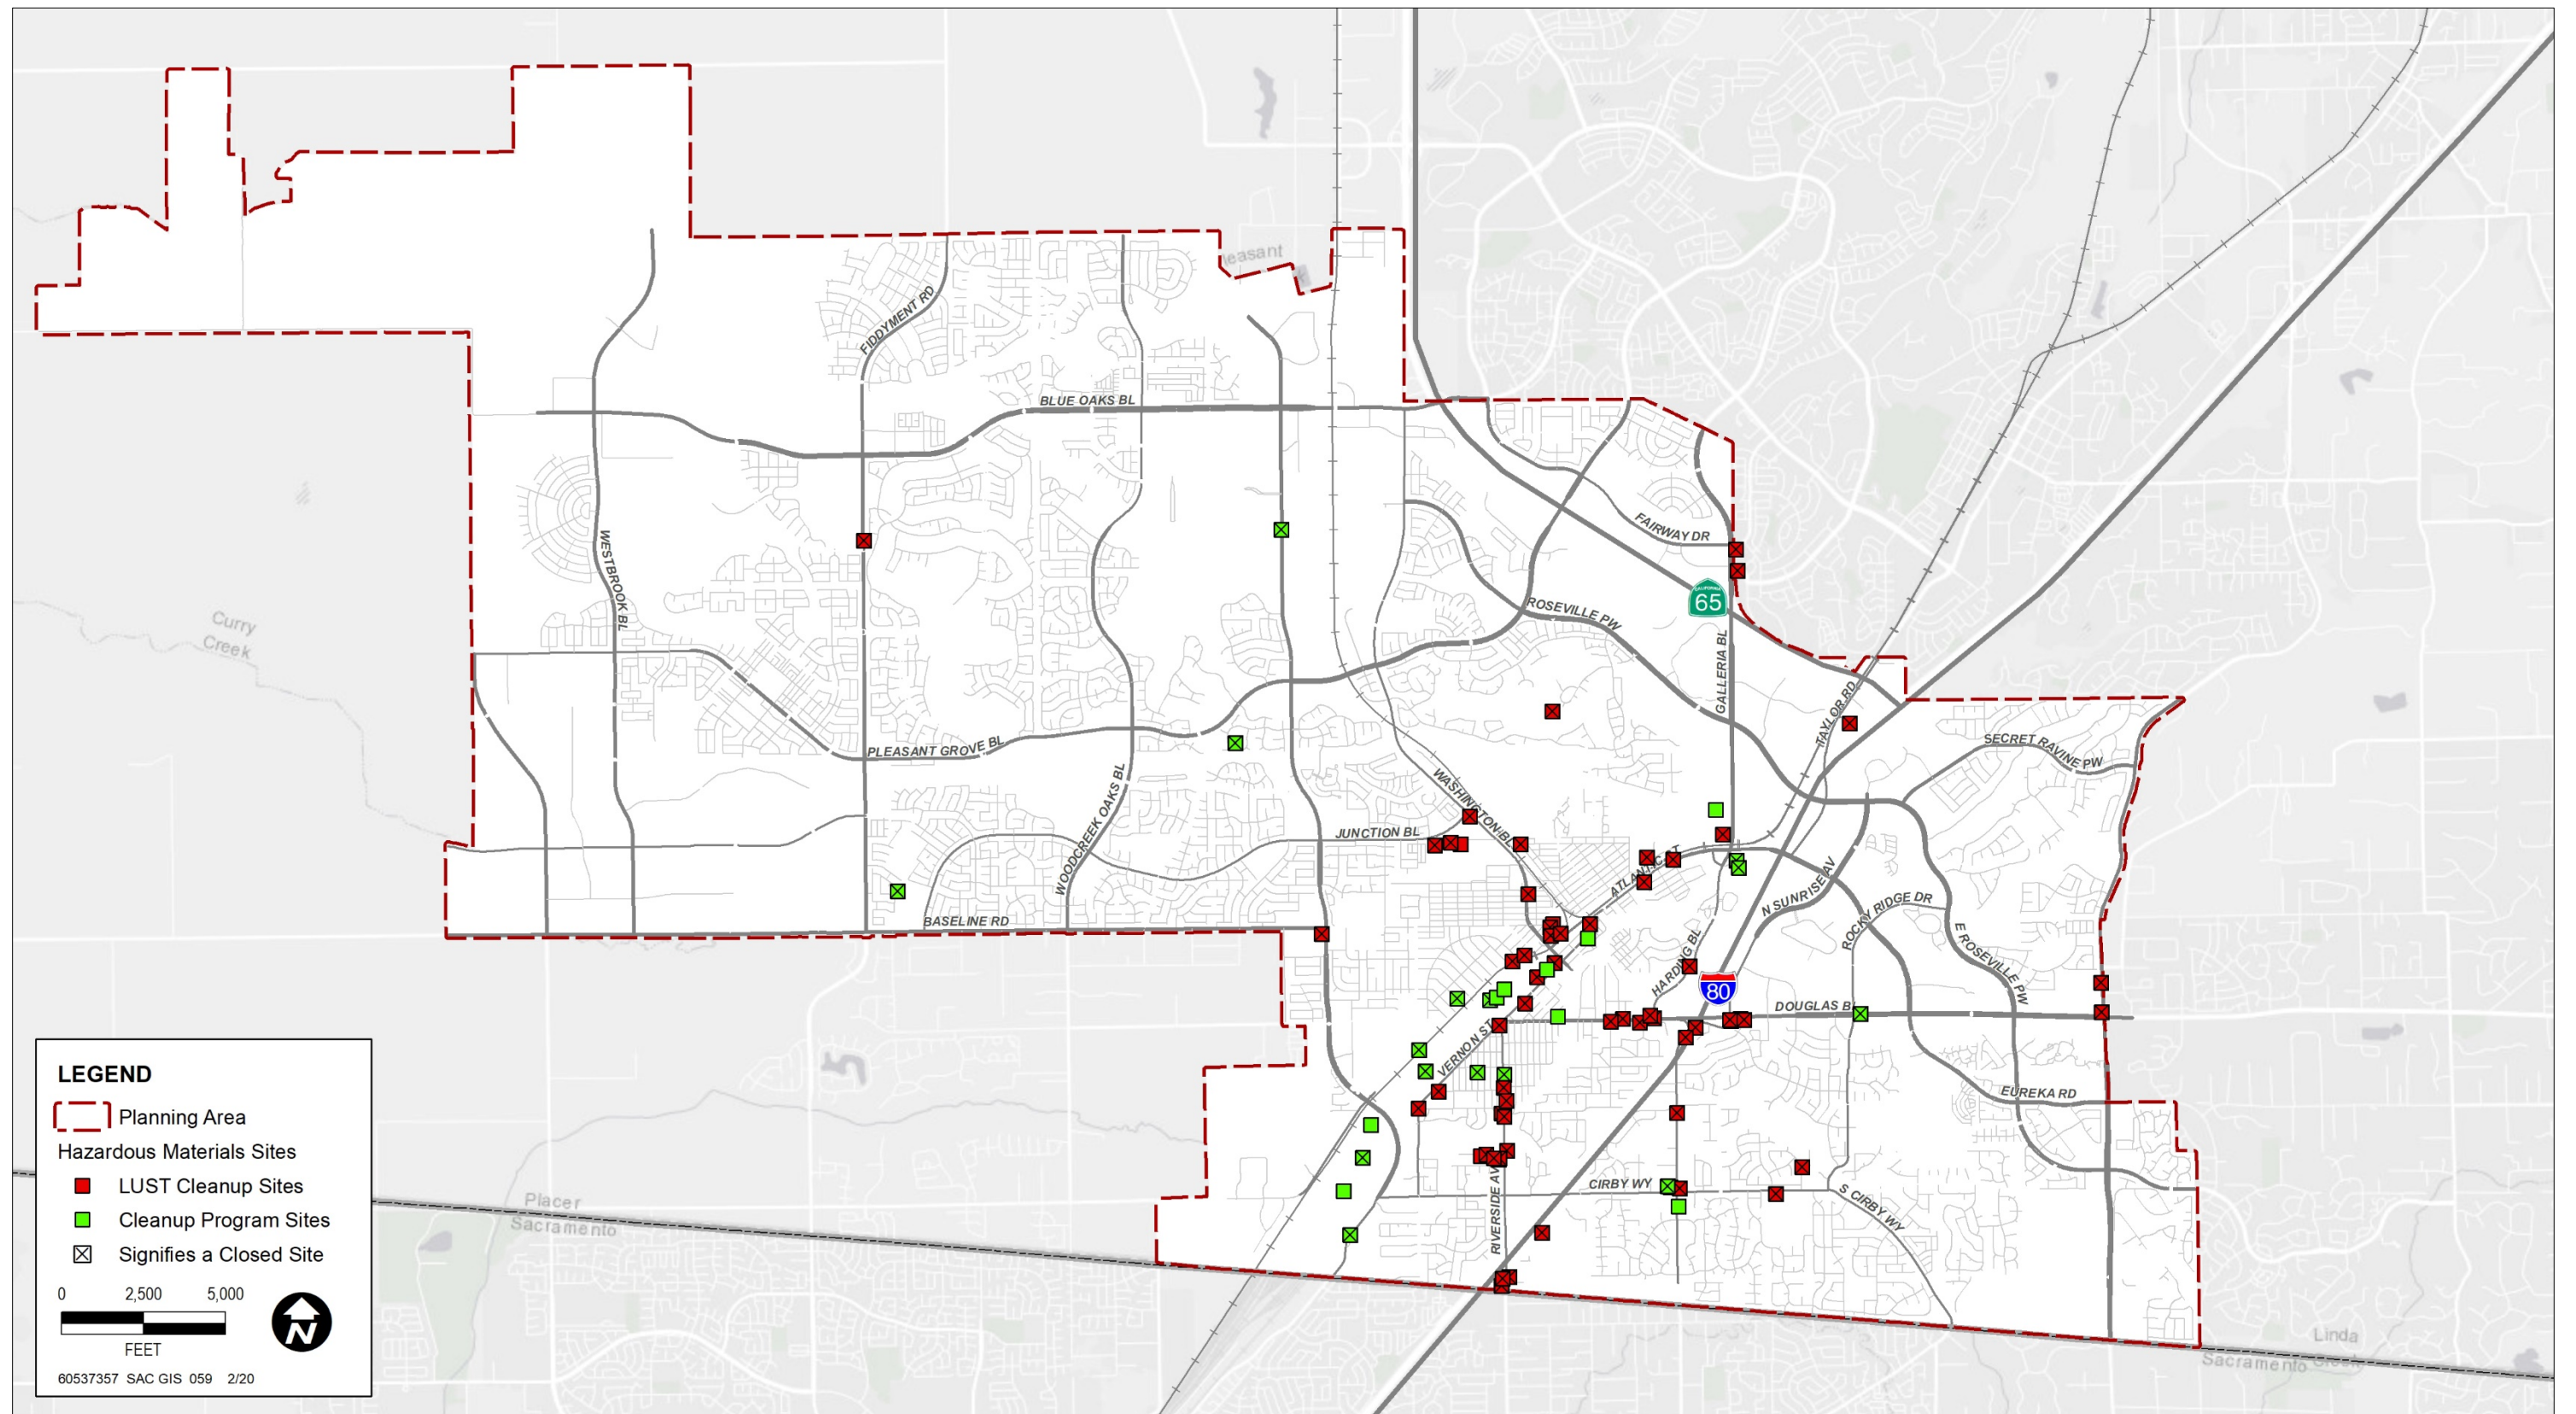 leasant
FIDDYMENT RD
BLUE OAKS BL
FAIRWAY DR
WESTBROOK BL
CALIFORNIA
65
ROSEVILLE PW
Curry
Creek
GALLERIA BL
TAYLOR RD
SECRET RAVINE PW
PLEASANT GROVE BL
WASHINGTON BL
WOODCREEK OAKS BL
JUNCTION BL
ATLANTIC ST
N SUNRISE AV
ROCKY RIDGE DR
BASELINE RD
HARDING BL
E ROSEVILLE PW
80
DOUGLAS BL
VERNON ST
EUREKA RD
CIRBY WY
S CIRBY WY
RIVERSIDE AV
Placer
Sacramento
Linda
Sacramento Creek
LEGEND
Planning Area
Hazardous Materials Sites
LUST Cleanup Sites
Cleanup Program Sites
Signifies a Closed Site
0 2,500 5,000
FEET
N
60537357 SAC GIS 059 2/20